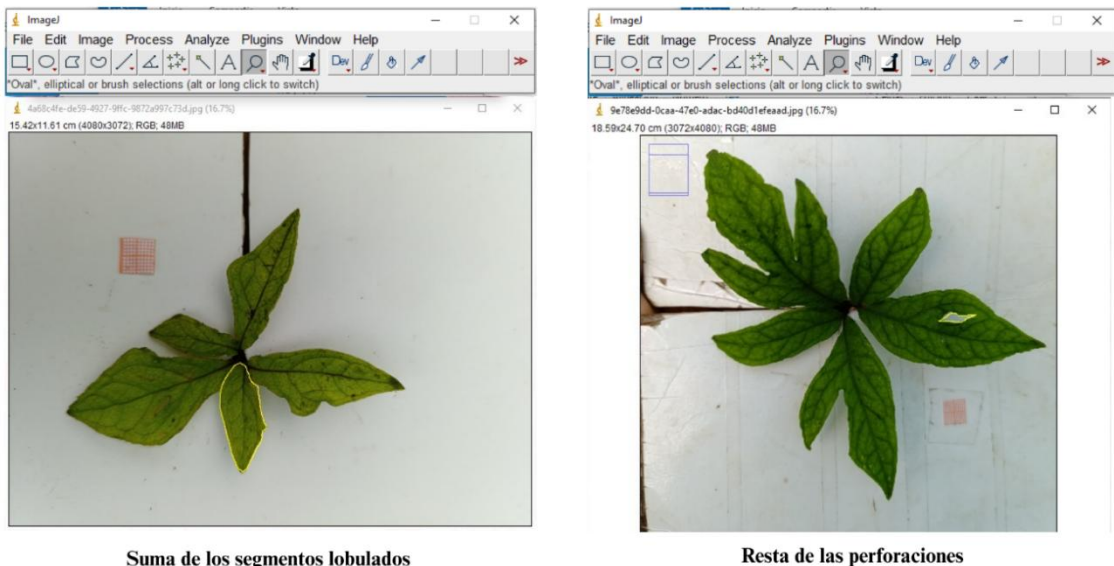 ImageJ
File Edit Image Process Analyze Plugins Window Help
Dev
*Oval*, elliptical or brush selections (alt or long click to switch)
4a68c4fe-de59-4927-9ffc-9872a997c73d.jpg (16.7%)
15.42x11.61 cm (4080x3072); RGB; 48MB
Suma de los segmentos lobulados
ImageJ
File Edit Image Process Analyze Plugins Window Help
Dev
*Oval*, elliptical or brush selections (alt or long click to switch)
9e78e9dd-0caa-47e0-adac-bd40d1efeaad.jpg (16.7%)
18.59x24.70 cm (3072x4080); RGB; 48MB
Resta de las perforaciones